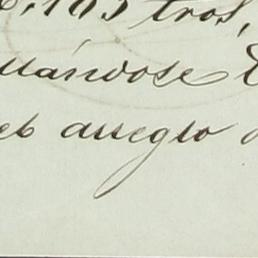 103 tros,
llándose
el arreglo